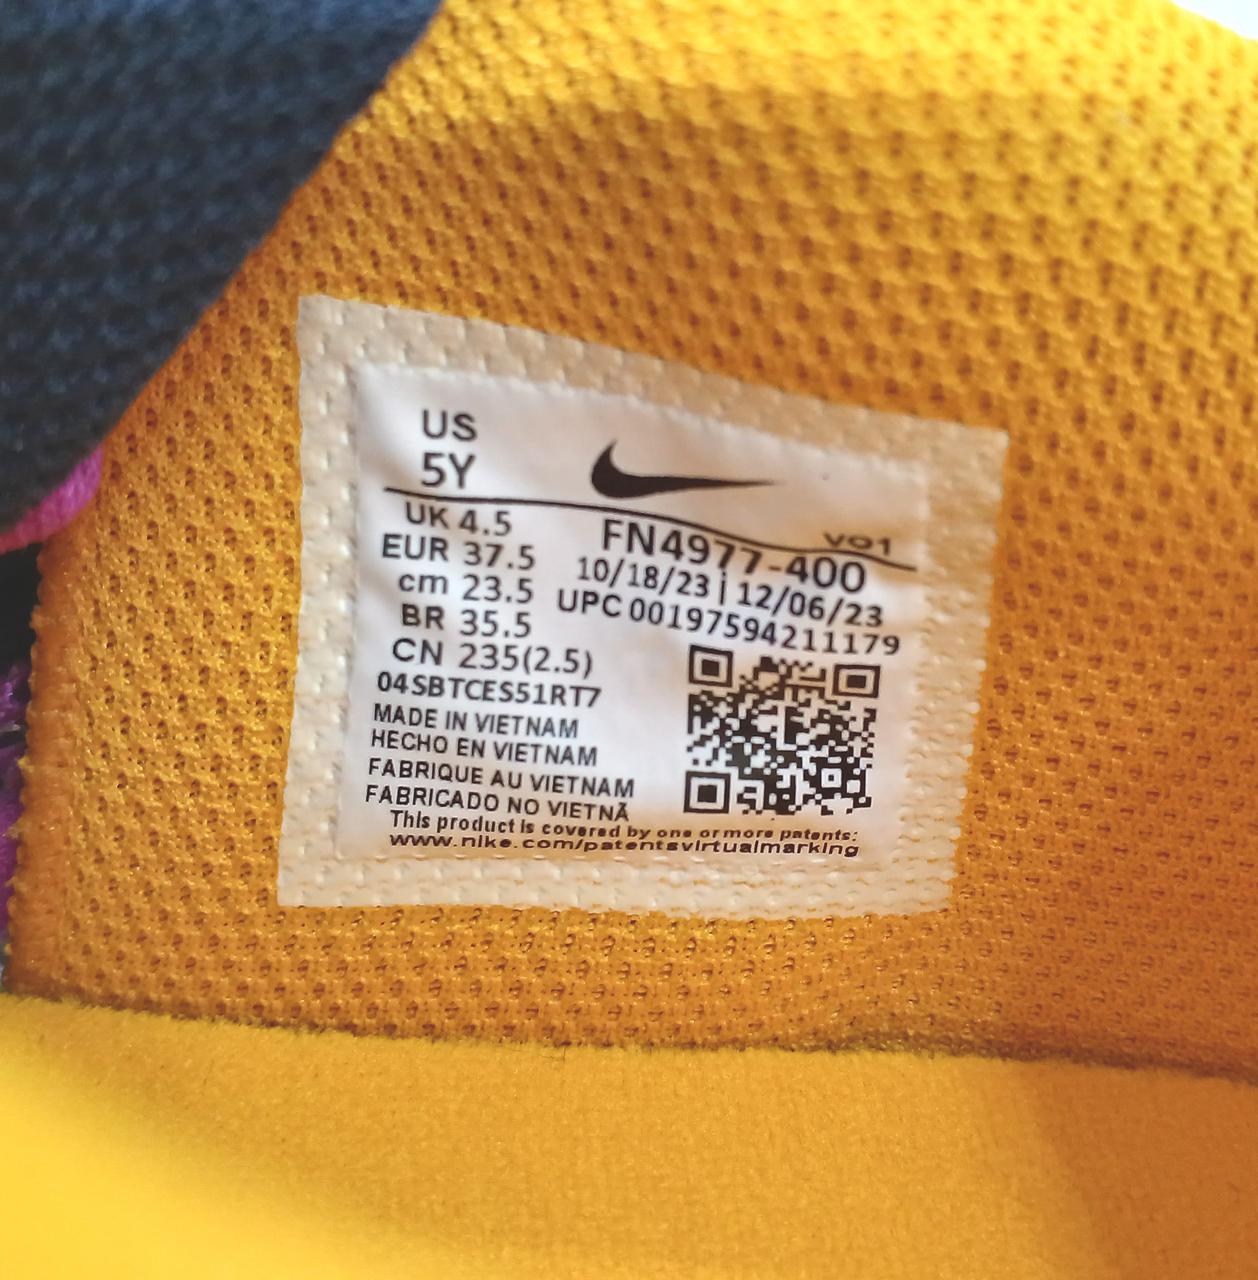 US
5Y
UK 4.5
EUR 37.5
cm 23.5
BR 35.5
CN 235(2.5)
04SBTCES51RT7
VO1
FN4977-400
10/18/23 | 12/06/23
UPC 00197594211179
MADE IN VIETNAM
HECHO EN VIETNAM
FABRIQUE AU VIETNAM
FABRICADO NO VIETNÃ
This product is covered by one or more patents:
www.nike.com/patentsvirtualmarking